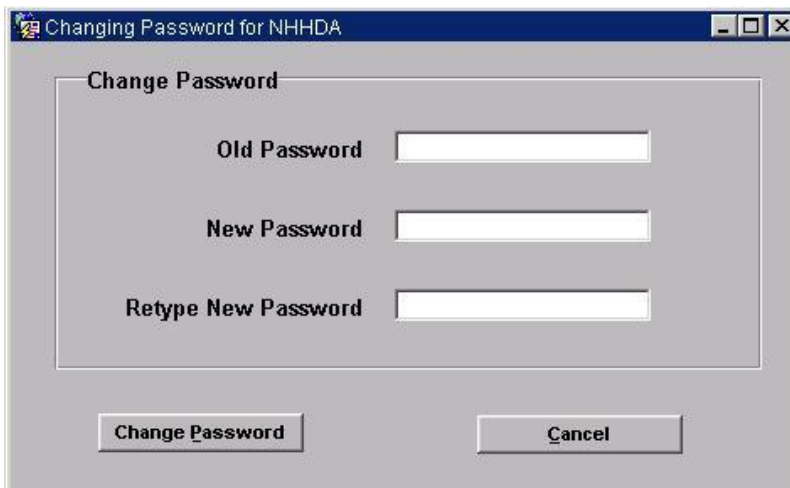 Changing Password for NHHDA
Change Password
Old Password
New Password
Retype New Password
Change Password
Cancel